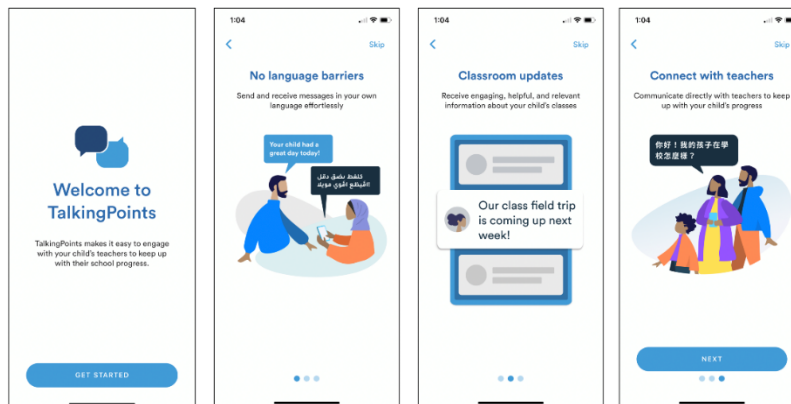 Welcome to
TalkingPoints
TalkingPoints makes it easy to engage
with your child's teachers to keep up
with their school progress.
GET STARTED
1:04
Skip
No language barriers
Send and receive messages in your own
language effortlessly
Your child had a
great day today!
1:04
Skip
Classroom updates
Receive engaging, helpful, and relevant
information about your child's classes
Our class field trip
is coming up next
week!
1:04
Skip
Connect with teachers
Communicate directly with teachers to keep
up with your child's progress
你好！我的孩子在學
校怎麼樣？
NEXT